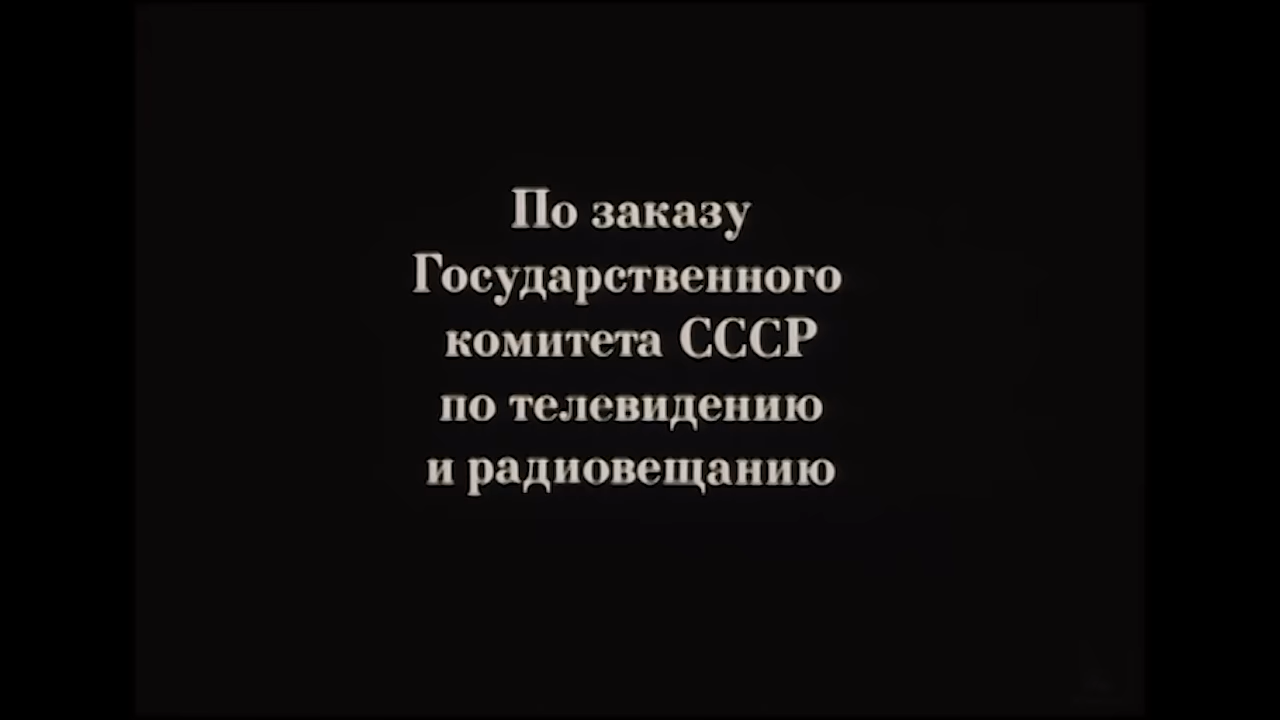 По заказу
Государственного
комитета СССР
по телевидению
и радиовещанию